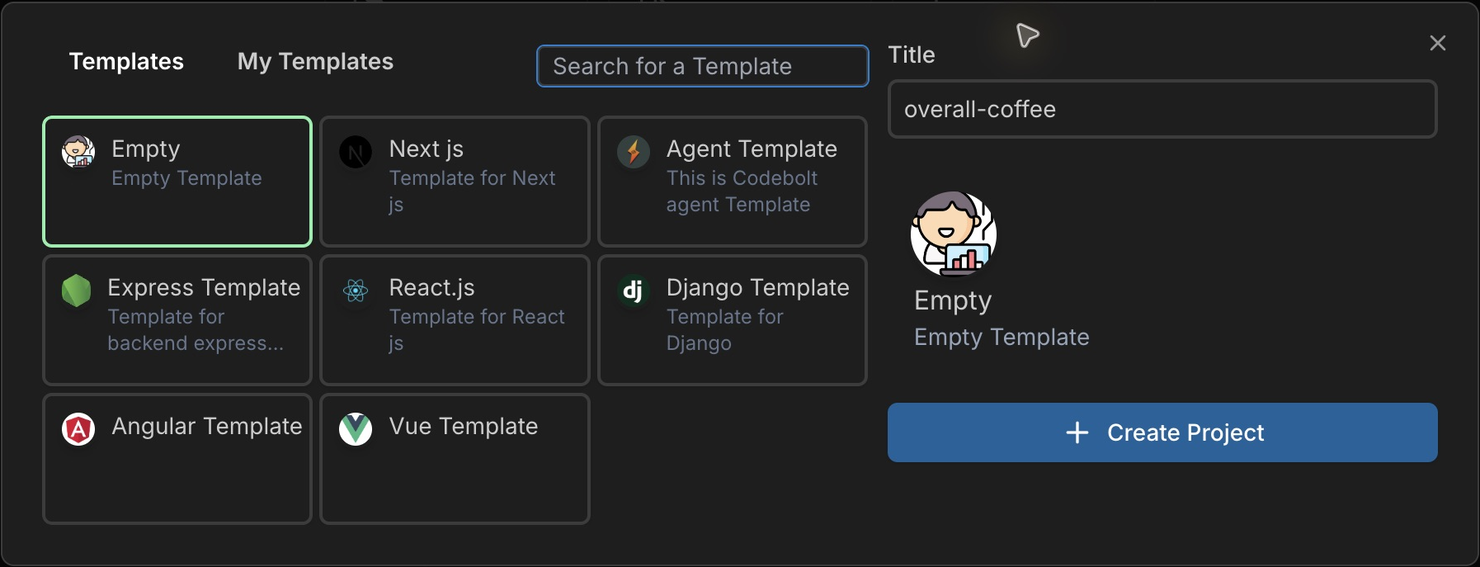 Templates
My Templates
Search for a Template
Empty
Empty Template
Next js
Template for Next
js
Agent Template
This is Codebolt
agent Template
Express Template
Template for
backend express...
React.js
Template for React
js
dj
Django Template
Template for
Django
Angular Template
Vue Template
Title
overall-coffee
Empty
Empty Template
+ Create Project